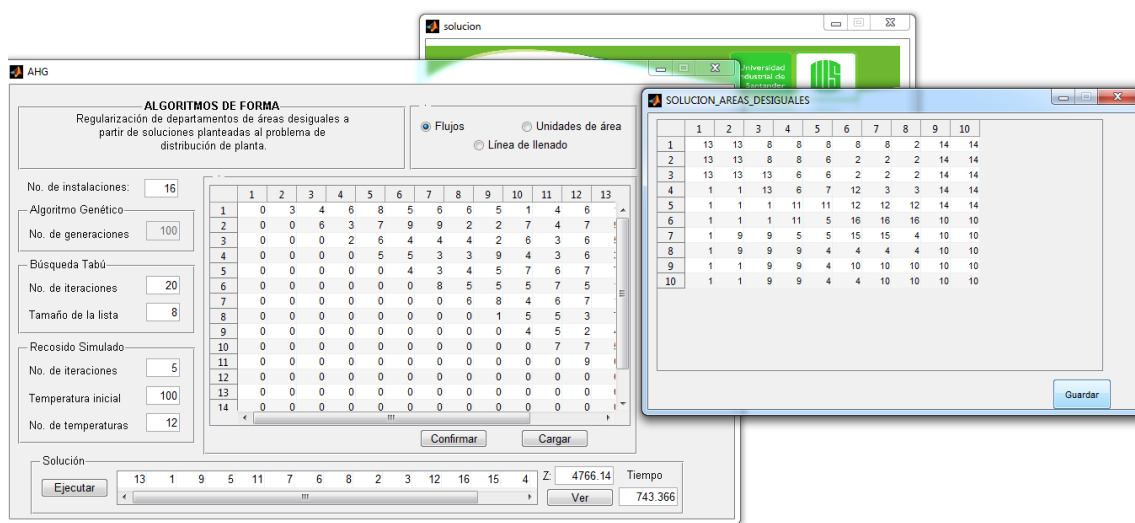 solucion
Universidad
Industrial de
Santander
UIS
AHG
ALGORITMOS DE FORMA
Regularización de departamentos de áreas desiguales a
partir de soluciones planteadas al problema de
distribución de planta.
Flujos
Unidades de área
Línea de llenado
No. de instalaciones: 16
Algoritmo Genético
No. de generaciones 100
Búsqueda Tabú
No. de iteraciones 20
Tamaño de la lista 8
Recosido Simulado
No. de iteraciones 5
Temperatura inicial 100
No. de temperaturas 12
1 2 3 4 5 6 7 8 9 10 11 12 13
1 0 3 4 6 8 5 6 6 5 1 4 6
2 0 0 6 3 7 9 9 2 2 7 4 7
3 0 0 0 2 6 4 4 4 2 6 3 6
4 0 0 0 0 5 5 3 3 9 4 3 6
5 0 0 0 0 0 4 3 4 5 7 6 7
6 0 0 0 0 0 0 8 5 5 5 7 5
7 0 0 0 0 0 0 0 6 8 4 6 7
8 0 0 0 0 0 0 0 0 1 5 5 3
9 0 0 0 0 0 0 0 0 0 4 5 2
10 0 0 0 0 0 0 0 0 0 0 7 7
11 0 0 0 0 0 0 0 0 0 0 0 9
12 0 0 0 0 0 0 0 0 0 0 0 0
13 0 0 0 0 0 0 0 0 0 0 0 0
14 0 0 0 0 0 0 0 0 0 0 0 0
Confirmar
Cargar
Solución
Ejecutar
13 1 9 5 11 7 6 8 2 3 12 16 15 4
Z: 4766.14
Ver
Tiempo
743.366
SOLUCION_AREAS_DESIGUALES
1 2 3 4 5 6 7 8 9 10
1 13 13 8 8 8 8 8 2 14 14
2 13 13 8 8 6 2 2 2 14 14
3 13 13 13 6 6 2 2 2 14 14
4 1 1 13 6 7 12 3 3 14 14
5 1 1 1 11 11 12 12 12 14 14
6 1 1 1 11 5 16 16 16 10 10
7 1 9 9 5 5 15 15 4 10 10
8 1 9 9 9 4 4 4 4 10 10
9 1 1 9 9 4 10 10 10 10 10
10 1 1 9 9 4 4 10 10 10 10
Guardar